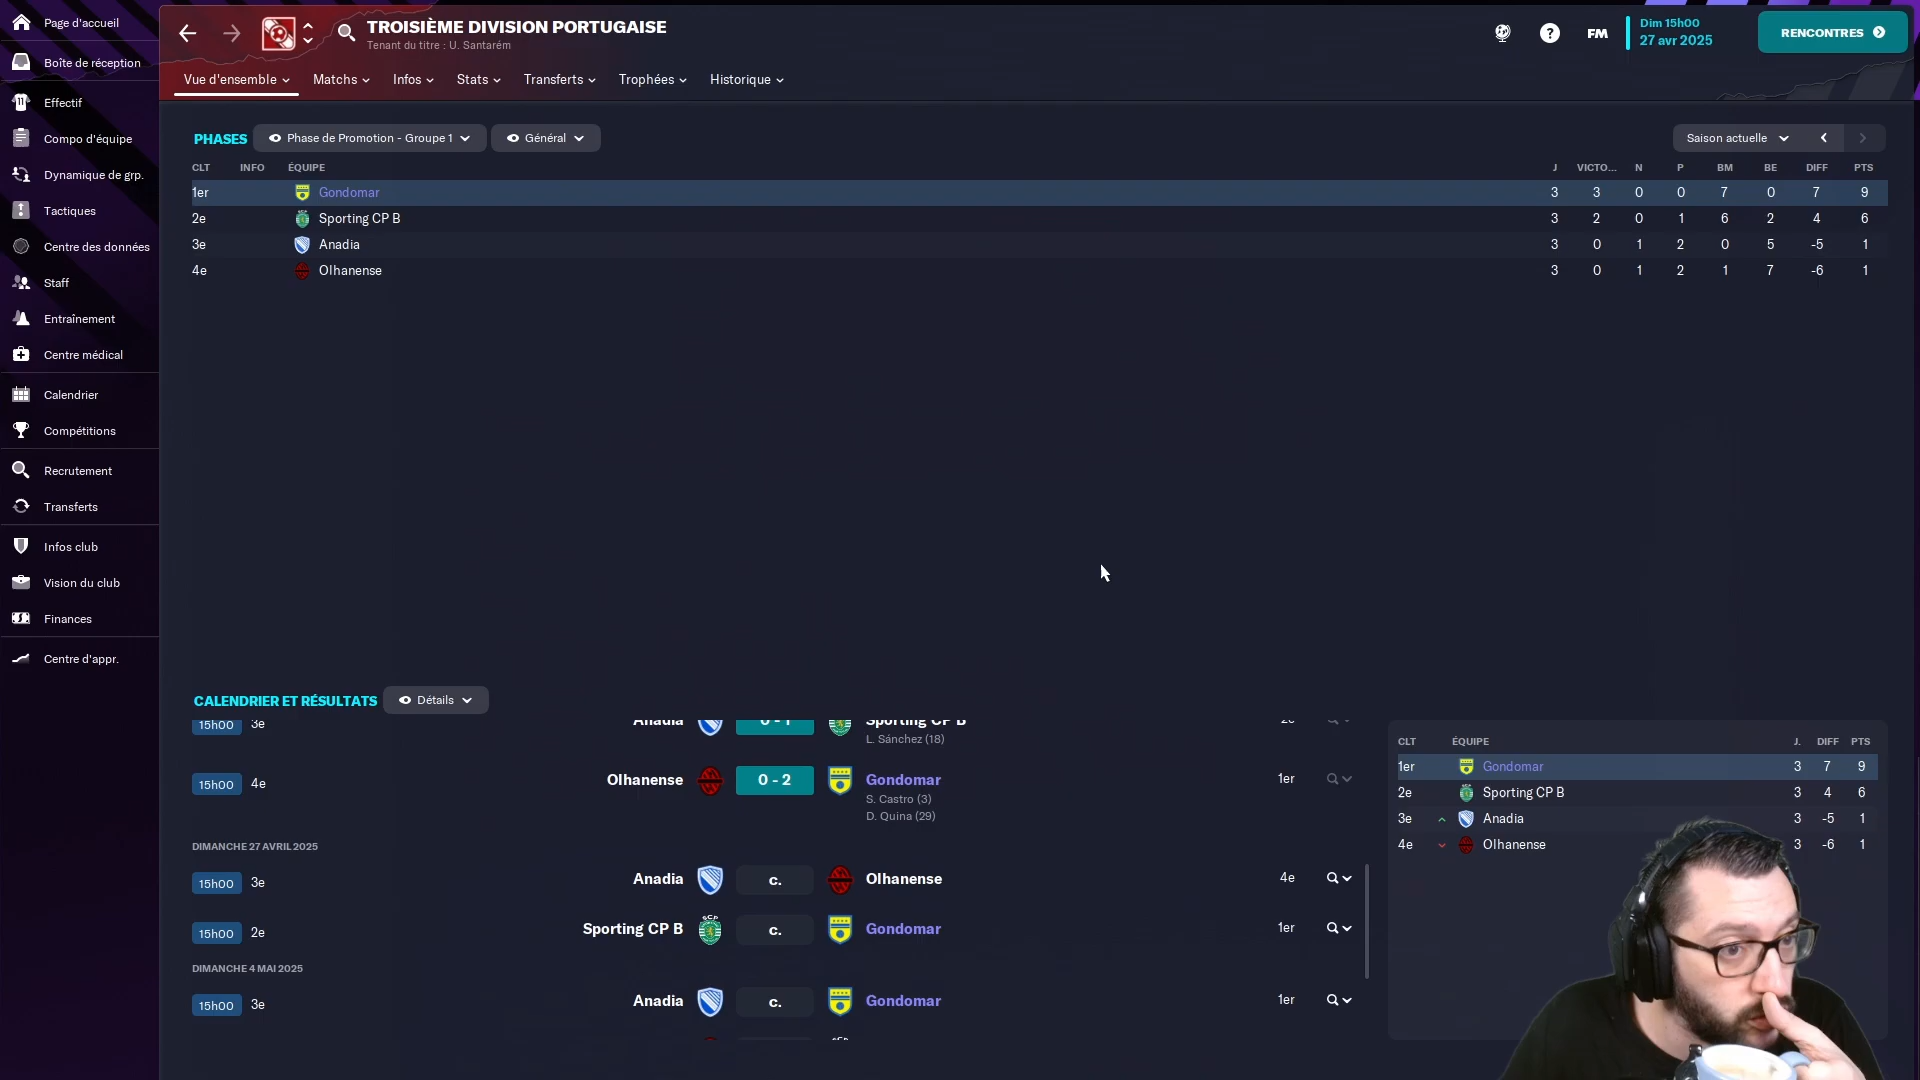 Page d'accueil
Boîte de réception
Effectif
Compo d'équipe
Dynamique de grp.
Tactiques
Centre des données
Staff
Entraînement
Centre médical
Calendrier
Compétitions
Recrutement
Transferts
Infos club
Vision du club
Finances
Centre d'appr.
TROISIÈME DIVISION PORTUGAISE
Tenant du titre : U. Santarém
? FM
Dim 15h00
27 avr 2025
RENCONTRES
Vue d'ensemble Matchs Infos Stats Transferts Trophées Historique
PHASES Phase de Promotion - Groupe 1 Général Saison actuelle
CLT INFO ÉQUIPE J VICTO... N P BM BE DIFF PTS
1er Gondomar 3 3 0 0 7 0 7 9
2e Sporting CP B 3 2 0 1 6 2 4 6
3e Anadia 3 0 1 2 0 5 -5 1
4e Olhanense 3 0 1 2 1 7 -6 1
CALENDRIER ET RÉSULTATS Détails
15h00 3e Anadia 0 - 1 Sporting CP B 2e
L. Sánchez (18)
15h00 4e Olhanense 0 - 2 Gondomar 1er
S. Castro (3)
D. Quina (29)
DIMANCHE 27 AVRIL 2025
15h00 3e Anadia c. Olhanense 4e
15h00 2e Sporting CP B c. Gondomar 1er
DIMANCHE 4 MAI 2025
15h00 3e Anadia c. Gondomar 1er
CLT ÉQUIPE J. DIFF PTS
1er Gondomar 3 7 9
2e Sporting CP B 3 4 6
3e Anadia 3 -5 1
4e Olhanense 3 -6 1